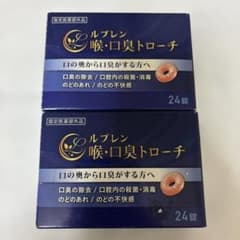 指定医薬部外品
ルブレン
喉・口臭トローチ
口の奥から口臭がする方へ
口臭の除去 / 口腔内の殺菌・消毒
のどのあれ / のどの不快感
24錠
指定医薬部外品
ルブレン
喉・口臭トローチ
口の奥から口臭がする方へ
口臭の除去 / 口腔内の殺菌・消毒
のどのあれ / のどの不快感
24錠